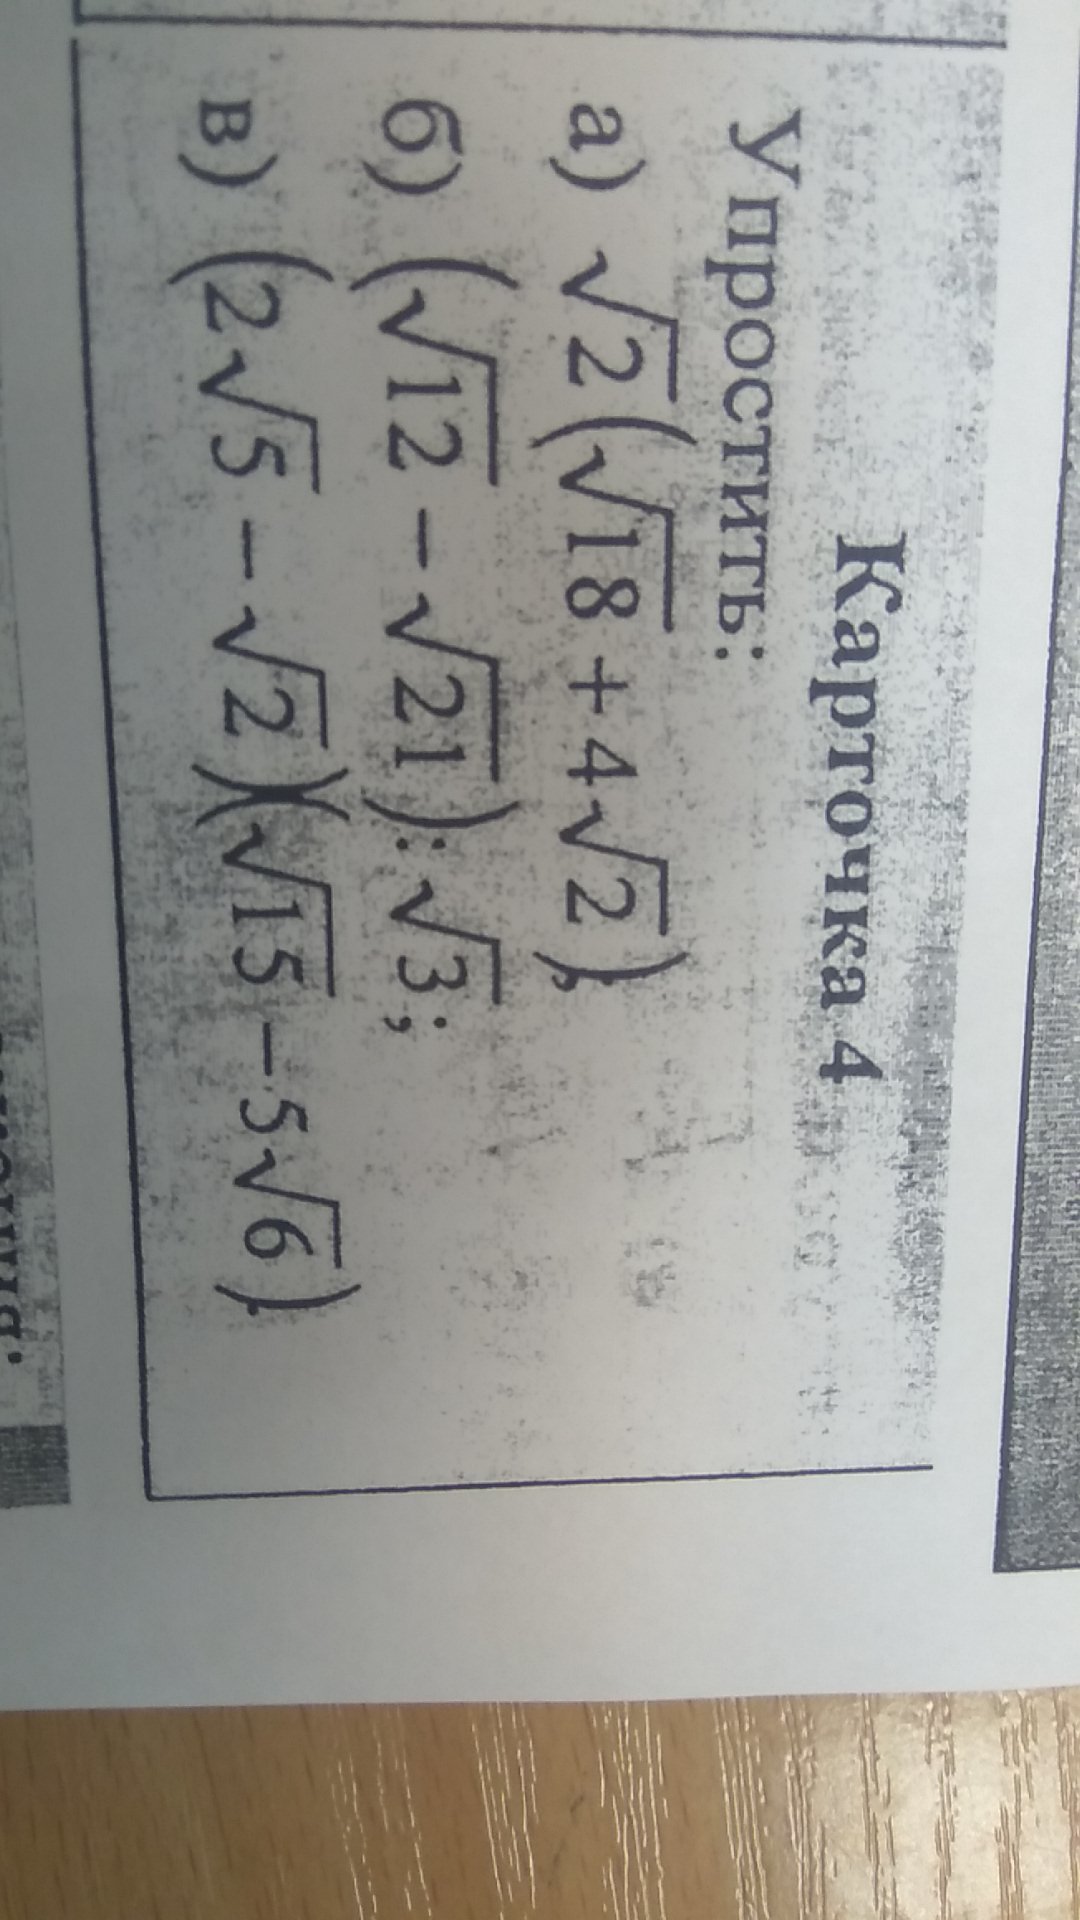 Карточка 4
Упростить:
а) √2(√18 + 4√2);
б) (√12 − √21) : √3;
в) (2√5 − √2)(√15 − 5√6).